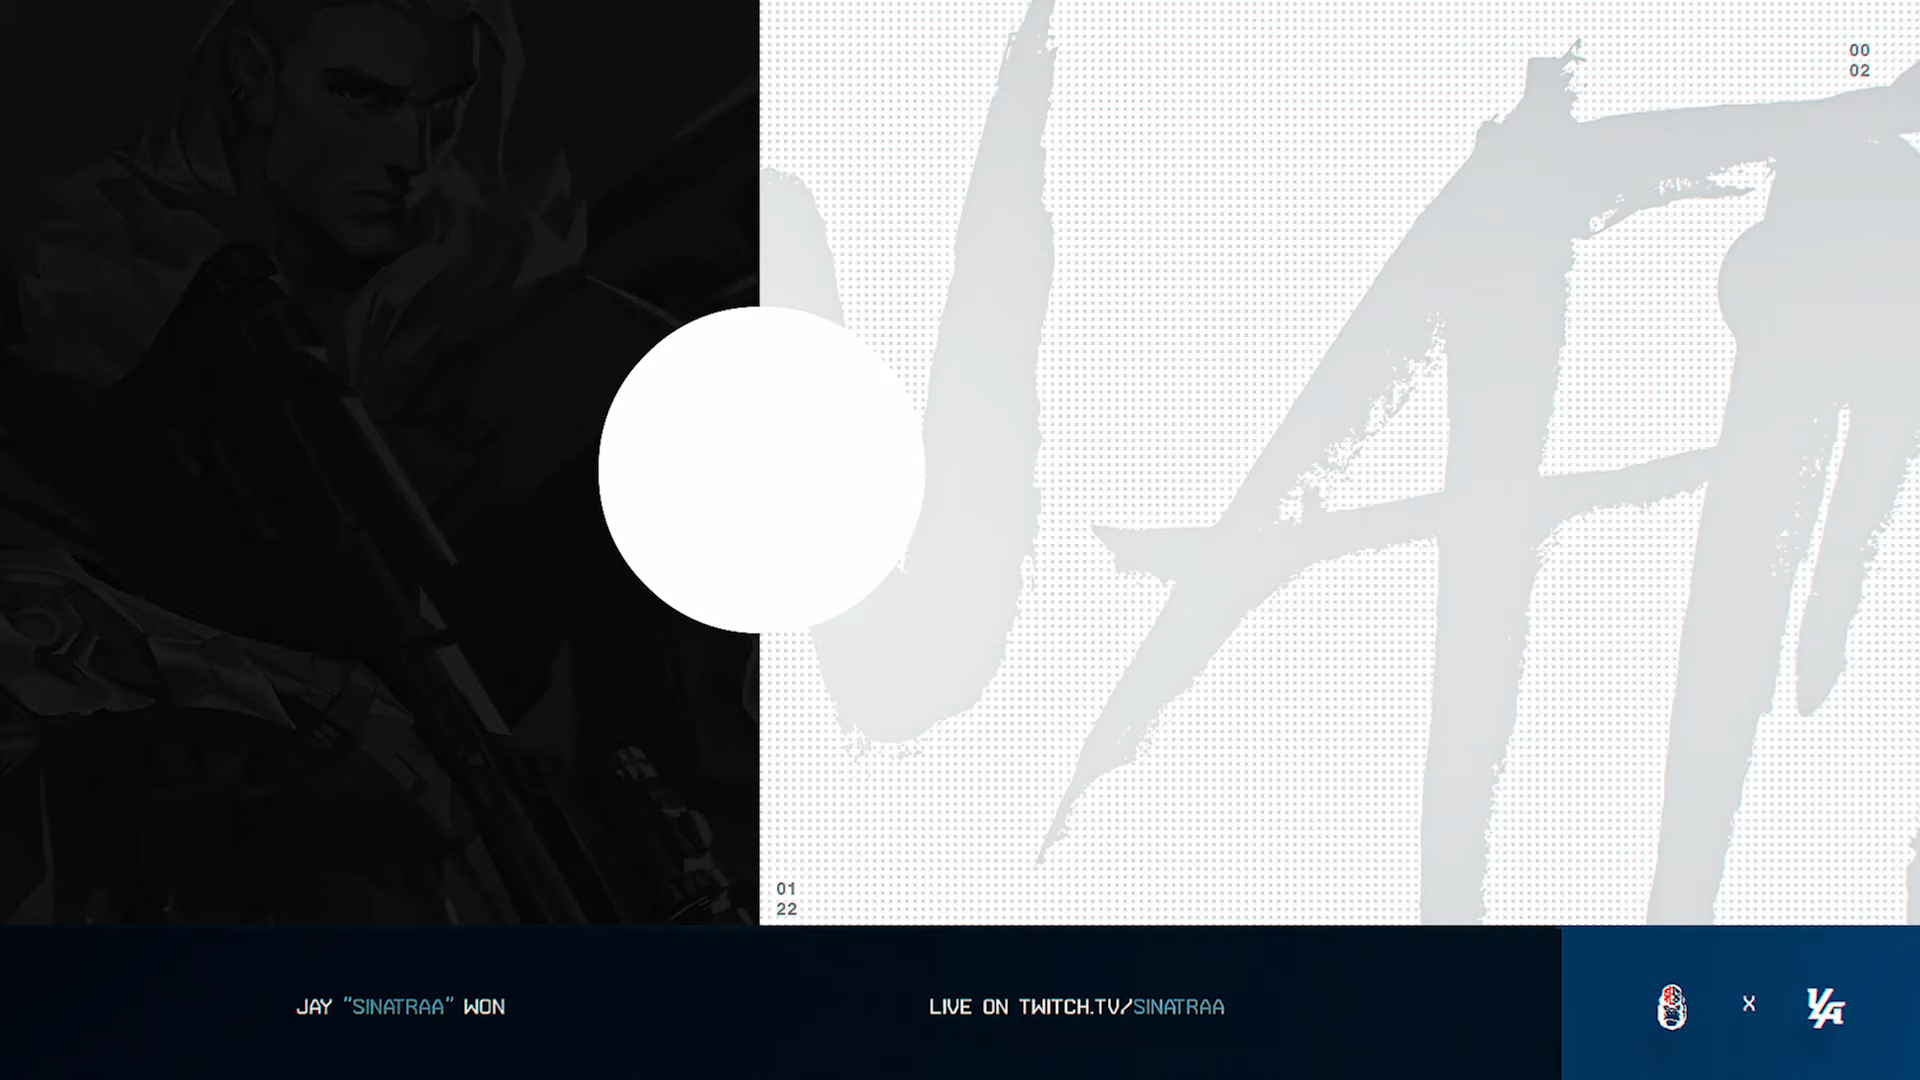 00
02
01
22
JAY "SINATRAA" WON
LIVE ON TWITCH.TV/SINATRAA
X